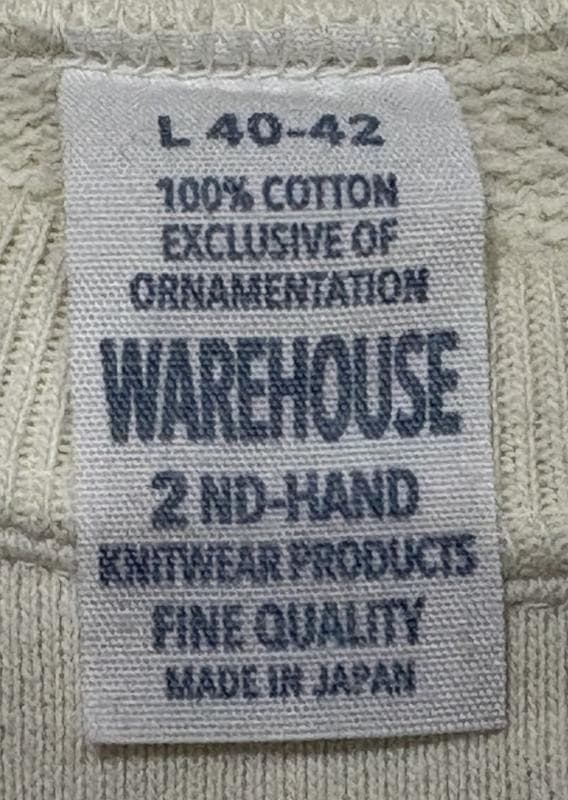 L 40-42
100% COTTON
EXCLUSIVE OF
ORNAMENTATION
WAREHOUSE
2 ND-HAND
KNITWEAR PRODUCTS
FINE QUALITY
MADE IN JAPAN